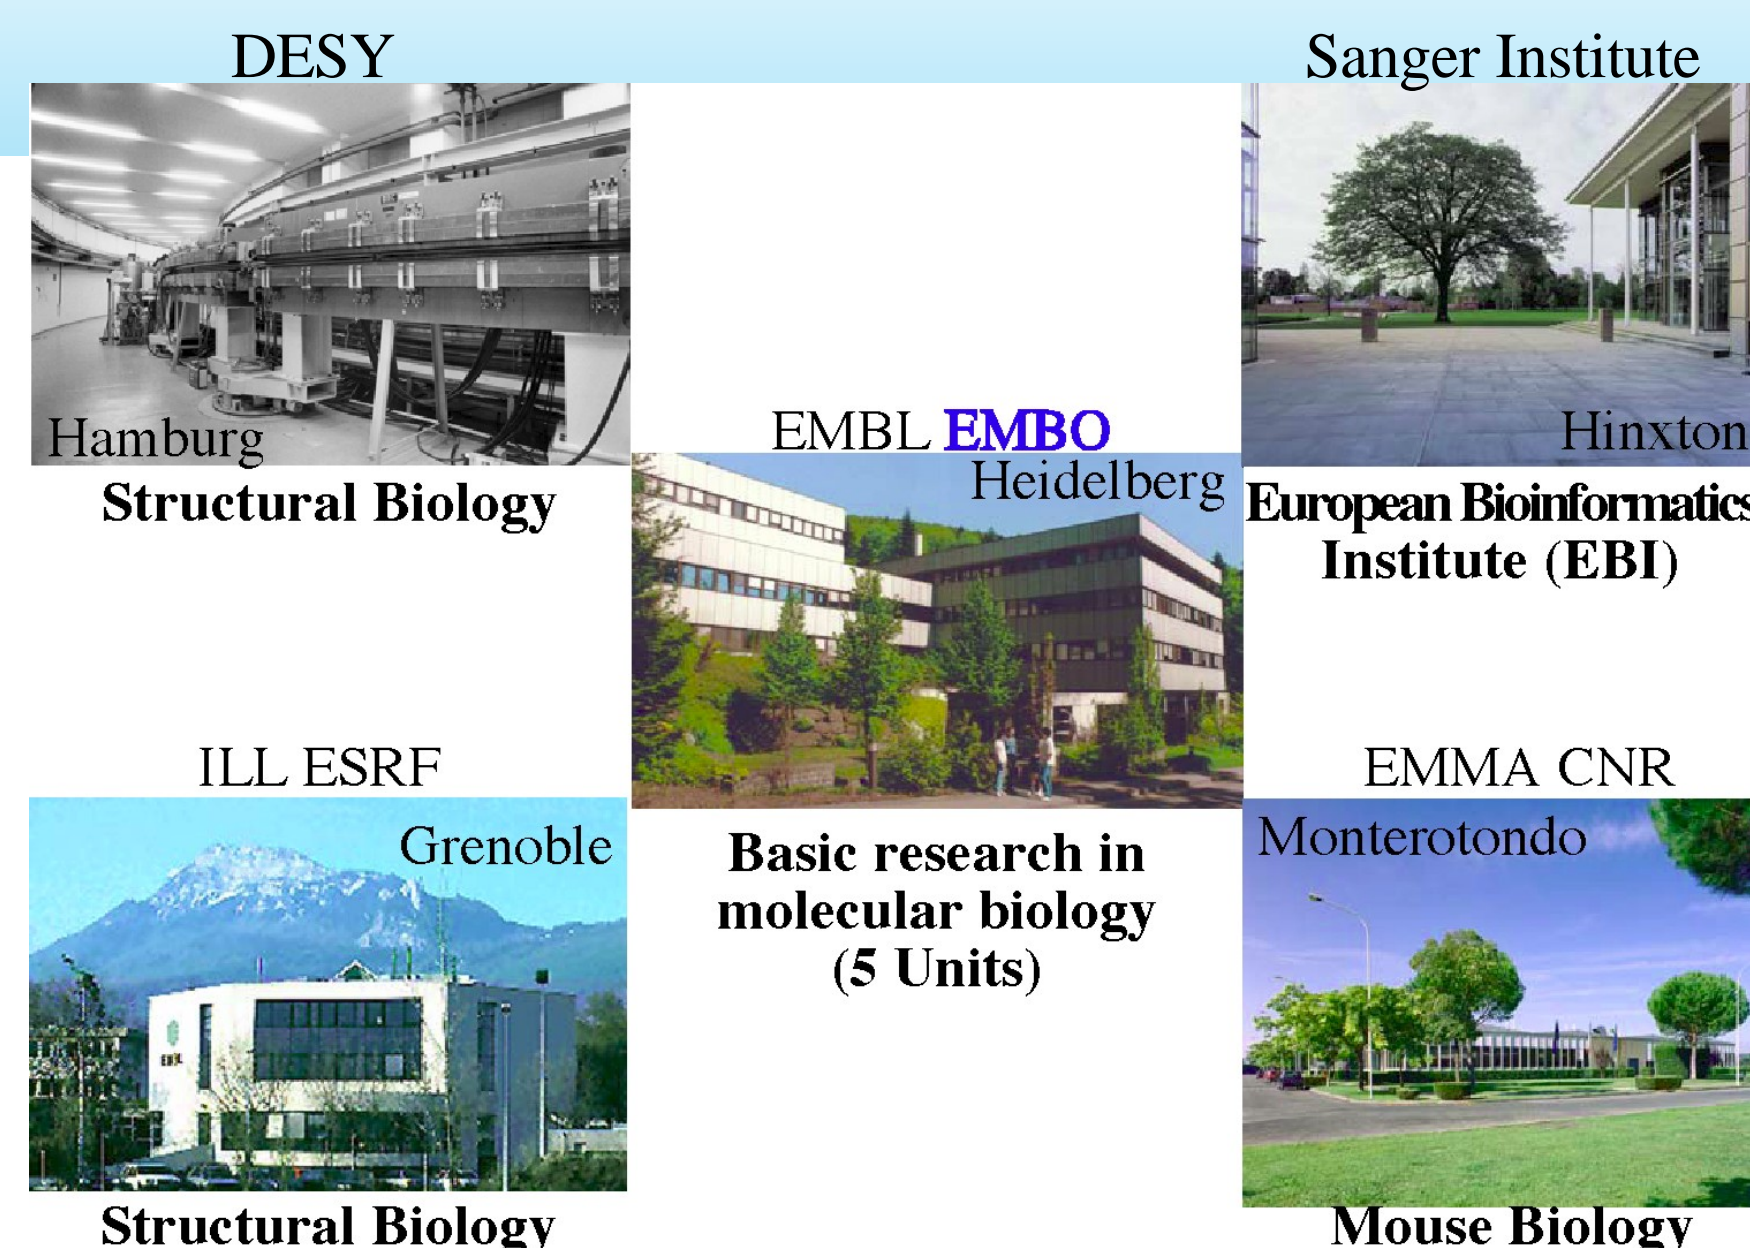 DESY
Sanger Institute
Hamburg
Structural Biology
EMBL EMBO
Heidelberg
Hinxton
European Bioinformatics
Institute (EBI)
ILL ESRF
Grenoble
EMBL
Structural Biology
Basic research in
molecular biology
(5 Units)
EMMA CNR
Monterotondo
Mouse Biology